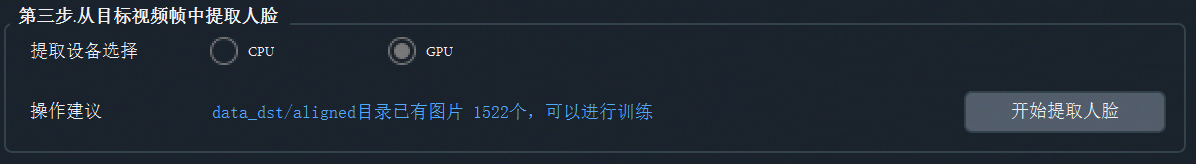 第三步.从目标视频帧中提取人脸
提取设备选择 CPU GPU
操作建议 data_dst/aligned目录已有图片 1522个，可以进行训练 开始提取人脸